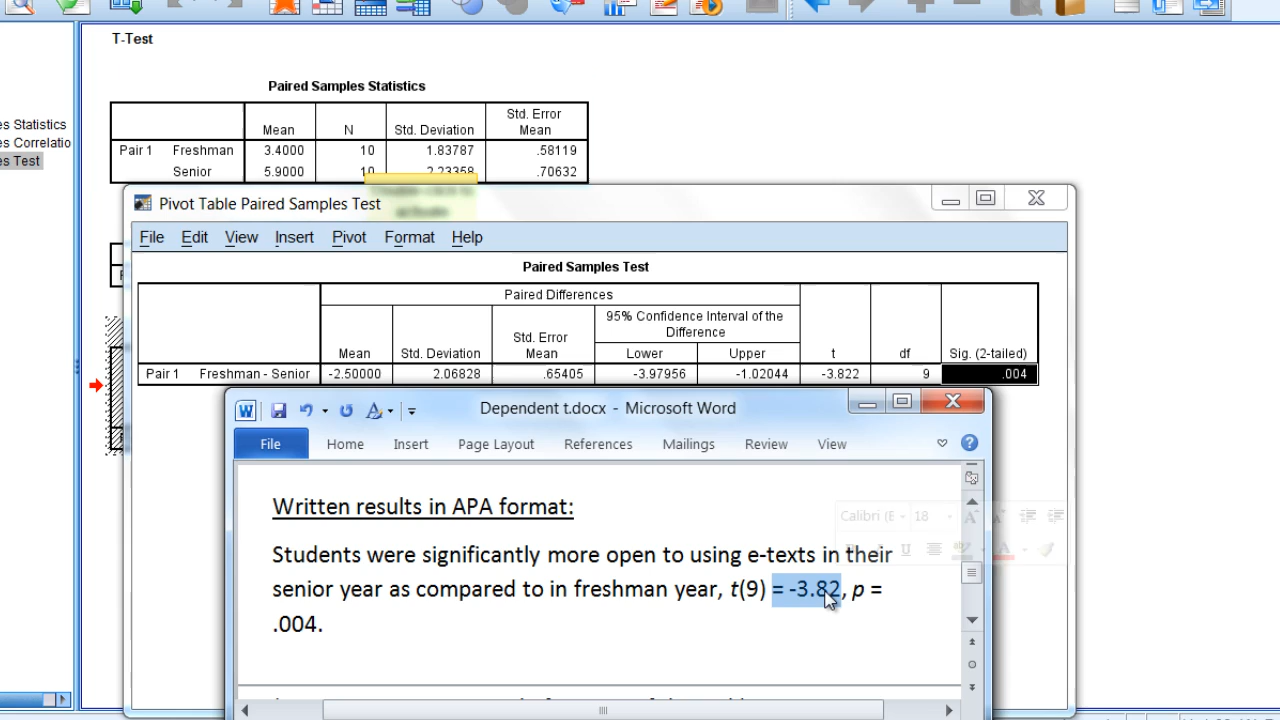 T-Test
Paired Samples Statistics
Mean N Std. Deviation Std. Error Mean
Pair 1 Freshman 3.4000 10 1.83787 .58119
Senior 5.9000 10 2.23358 .70632
es Statistics
es Correlatio
es Test
Pivot Table Paired Samples Test
File Edit View Insert Pivot Format Help
Paired Samples Test
Paired Differences
95% Confidence Interval of the Difference
Mean Std. Deviation Std. Error Mean Lower Upper t df Sig. (2-tailed)
Pair 1 Freshman - Senior -2.50000 2.06828 .65405 -3.97956 -1.02044 -3.822 9 .004
Dependent t.docx - Microsoft Word
File Home Insert Page Layout References Mailings Review View
Written results in APA format:
Calibri (E 18
Students were significantly more open to using e-texts in their
senior year as compared to in freshman year, t(9) = -3.82, p =
.004.